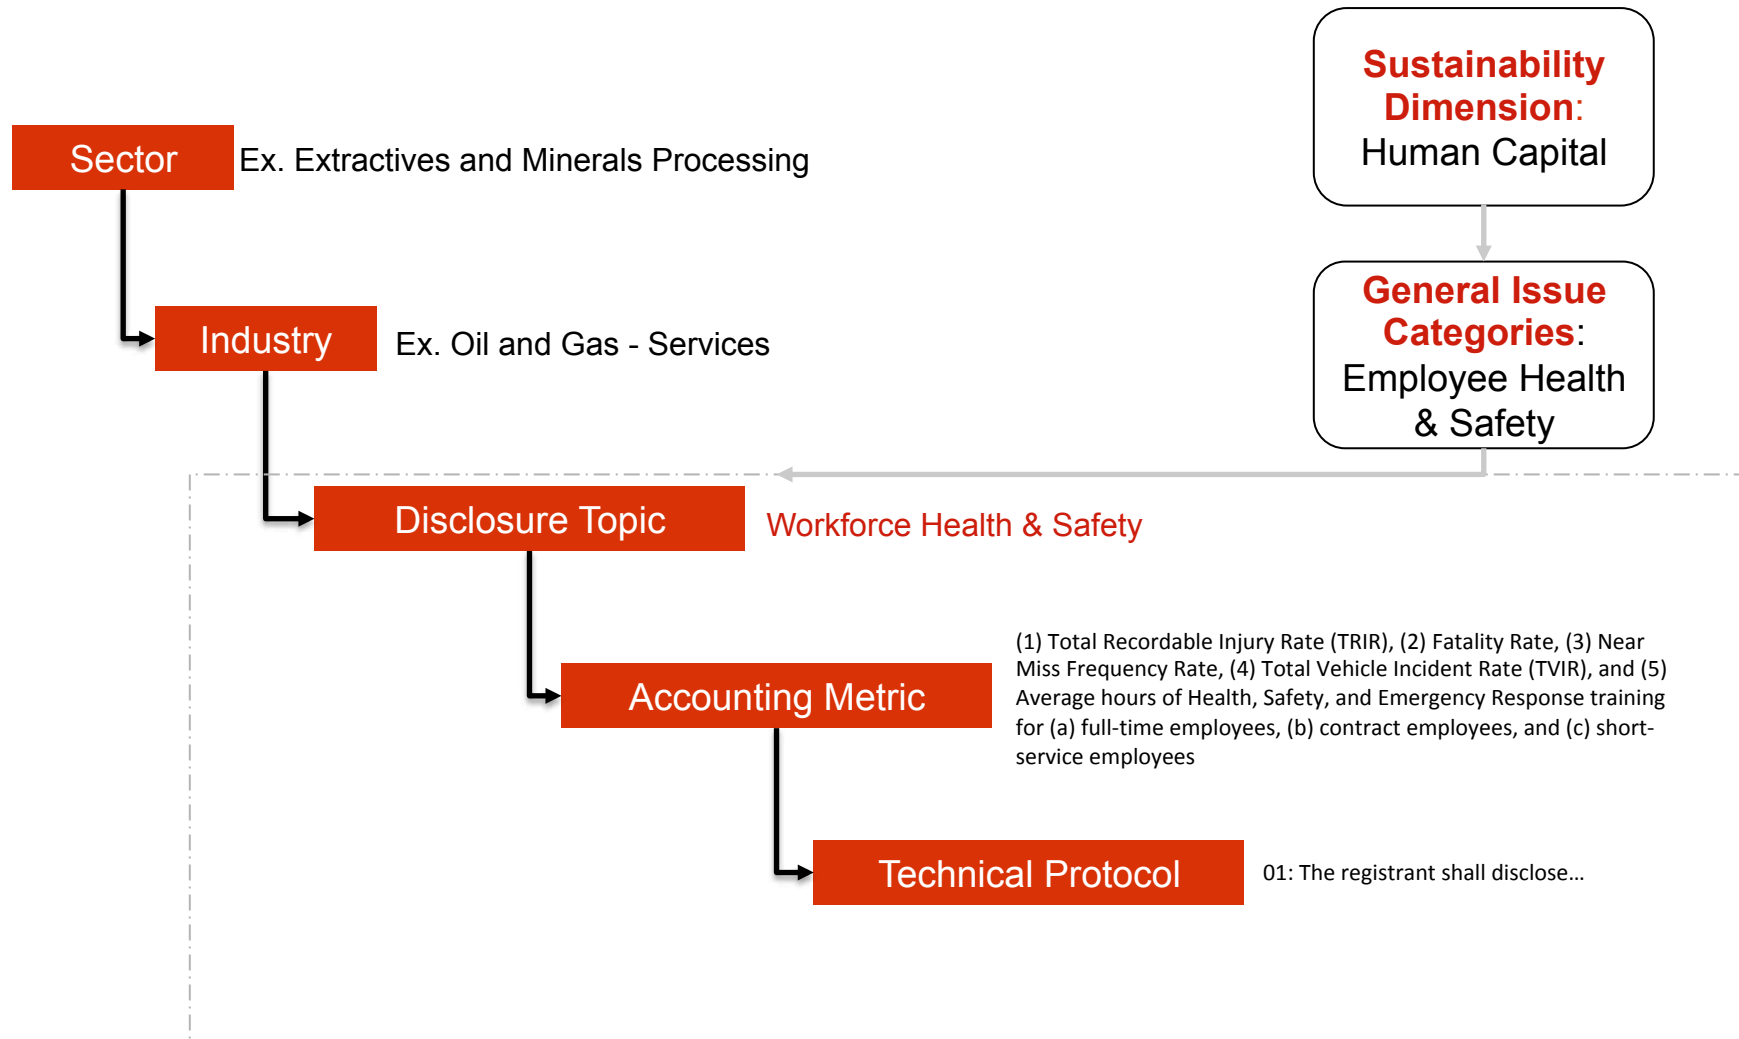 Sustainability
Dimension:
Human Capital
Sector
Ex. Extractives and Minerals Processing
General Issue
Categories:
Employee Health
& Safety
Industry
Ex. Oil and Gas - Services
Disclosure Topic
Workforce Health & Safety
Accounting Metric
(1) Total Recordable Injury Rate (TRIR), (2) Fatality Rate, (3) Near
Miss Frequency Rate, (4) Total Vehicle Incident Rate (TVIR), and (5)
Average hours of Health, Safety, and Emergency Response training
for (a) full-time employees, (b) contract employees, and (c) short-
service employees
Technical Protocol
01: The registrant shall disclose…